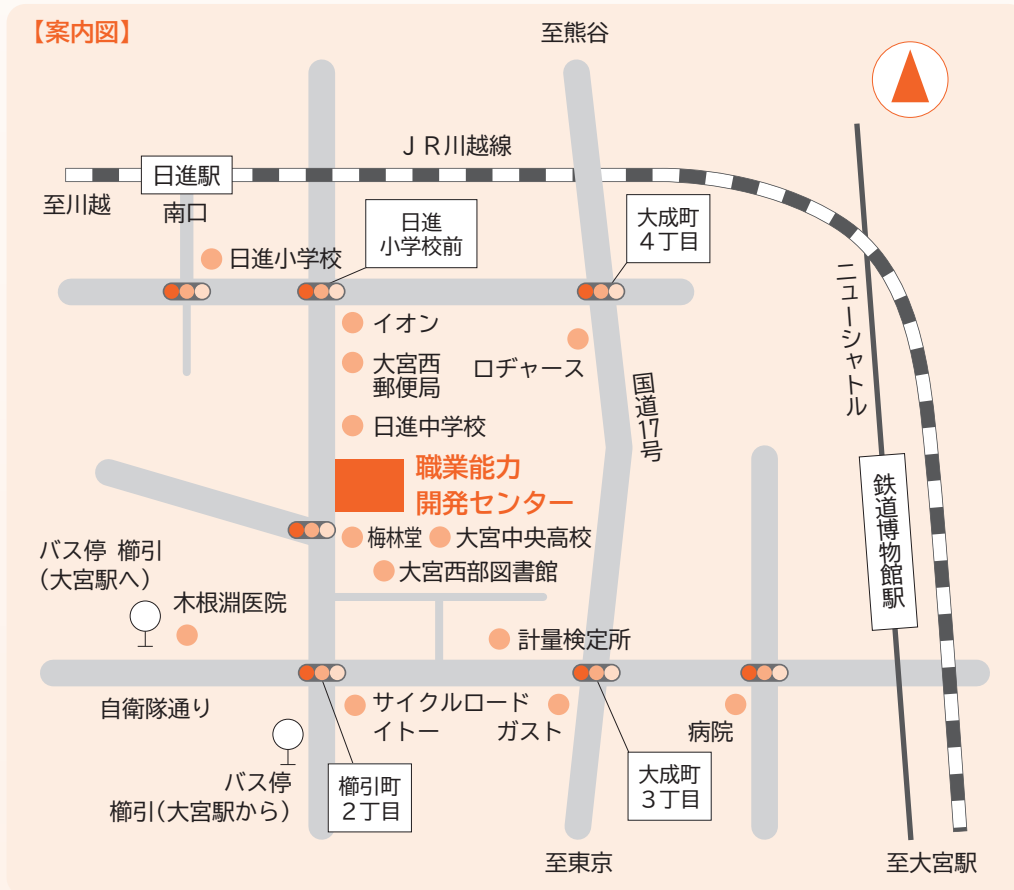 【案内図】
至熊谷
ＪＲ川越線
日進駅
至川越
南口
日進
小学校前
大成町
４丁目
日進小学校
ニューシャトル
イオン
大宮西
郵便局
ロヂャース
国道17号
日進中学校
職業能力
開発センター
鉄道博物館駅
梅林堂
大宮中央高校
大宮西部図書館
バス停 櫛引
(大宮駅へ)
木根淵医院
計量検定所
自衛隊通り
サイクルロード
イトー
ガスト
病院
バス停
櫛引(大宮駅から)
櫛引町
２丁目
大成町
３丁目
至東京
至大宮駅